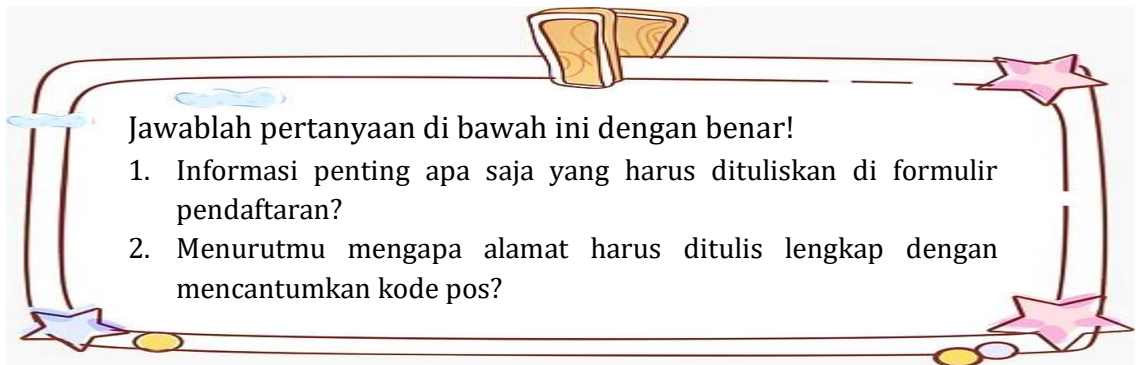 Jawablah pertanyaan di bawah ini dengan benar!
1. Informasi penting apa saja yang harus dituliskan di formulir
pendaftaran?
2. Menurutmu mengapa alamat harus ditulis lengkap dengan
mencantumkan kode pos?